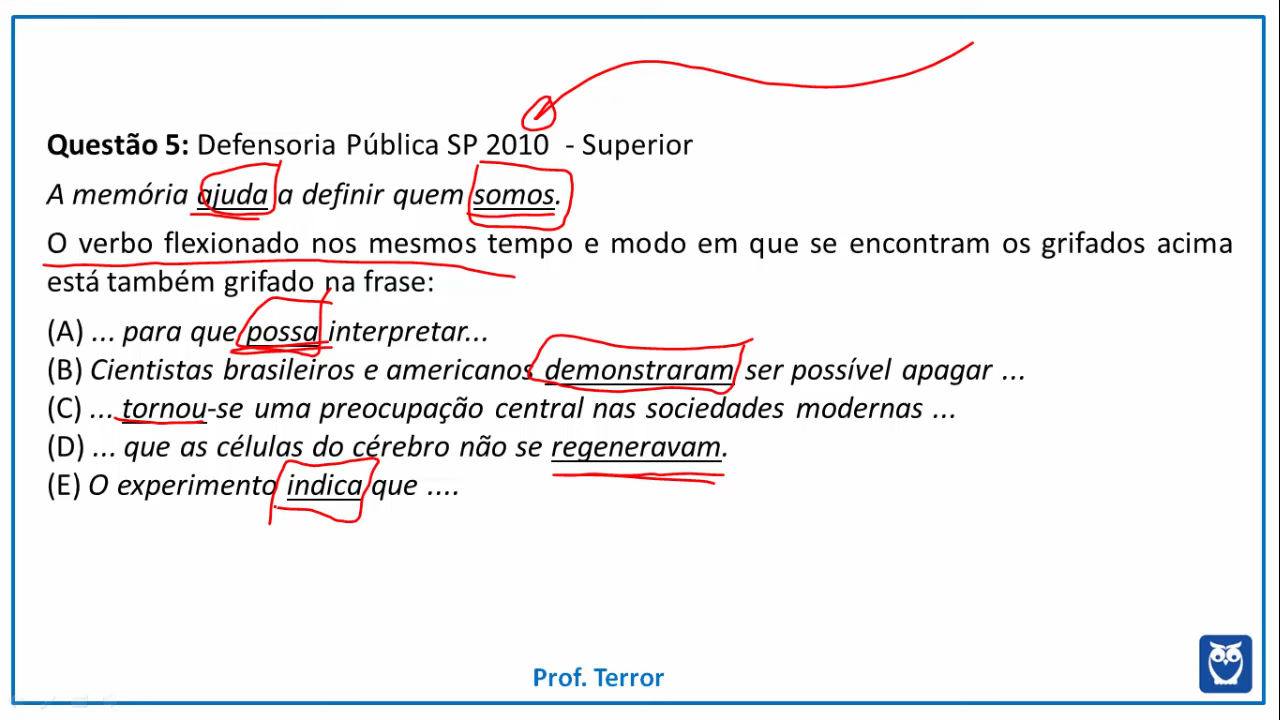 Questão 5: Defensoria Pública SP 2010 - Superior
A memória ajuda a definir quem somos.
O verbo flexionado nos mesmos tempo e modo em que se encontram os grifados acima
está também grifado na frase:
(A) ... para que possa interpretar...
(B) Cientistas brasileiros e americanos demonstraram ser possível apagar ...
(C) ... tornou-se uma preocupação central nas sociedades modernas ...
(D) ... que as células do cérebro não se regeneravam.
(E) O experimento indica que ....
Prof. Terror